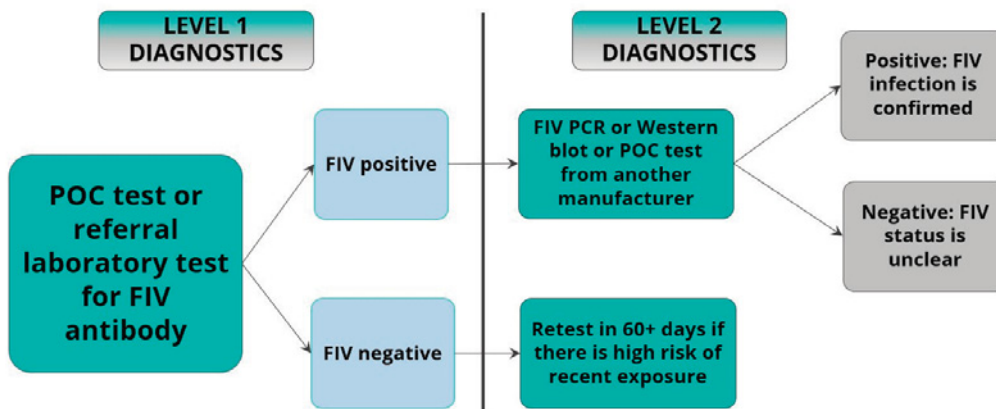 LEVEL 1
DIAGNOSTICS
LEVEL 2
DIAGNOSTICS
POC test or
referral
laboratory test
for FIV
antibody
FIV positive
FIV negative
FIV PCR or Western
blot or POC test
from another
manufacturer
Retest in 60+ days if
there is high risk of
recent exposure
Positive: FIV
infection is
confirmed
Negative: FIV
status is
unclear